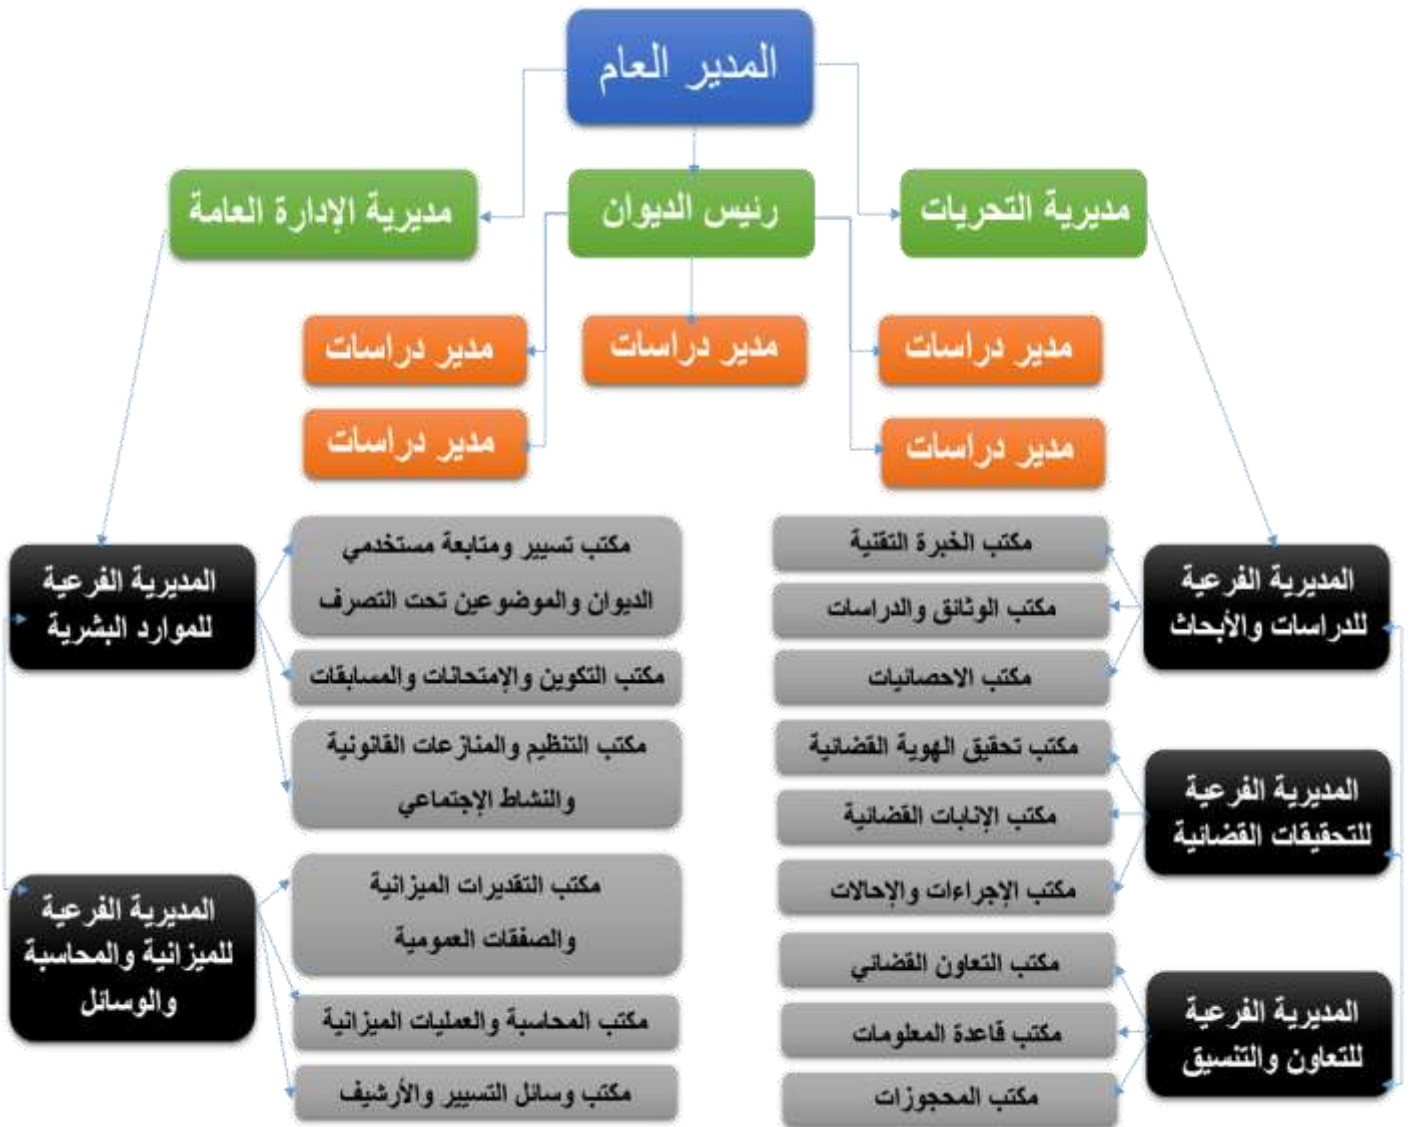 المدير العام
مديرية التحريات
رئيس الديوان
مديرية الإدارة العامة
مدير دراسات
مدير دراسات
مدير دراسات
مدير دراسات
مدير دراسات
المديرية الفرعية
للدراسات والأبحاث
مكتب الخبرة التقنية
مكتب الوثائق والدراسات
مكتب الاحصائيات
المديرية الفرعية
للتحقيقات القضائية
مكتب تحقيق الهوية القضائية
مكتب الإنابات القضائية
مكتب الإجراءات والإحالات
المديرية الفرعية
للتعاون والتنسيق
مكتب التعاون القضائي
مكتب قاعدة المعلومات
مكتب المحجوزات
المديرية الفرعية
للموارد البشرية
مكتب تسيير ومتابعة مستخدمي
الديوان والموضوعين تحت التصرف
مكتب التكوين والإمتحانات والمسابقات
مكتب التنظيم والمنازعات القانونية
والنشاط الإجتماعي
المديرية الفرعية
للميزانية والمحاسبة
والوسائل
مكتب التقديرات الميزانية
والصفقات العمومية
مكتب المحاسبة والعمليات الميزانية
مكتب وسائل التسيير والأرشيف